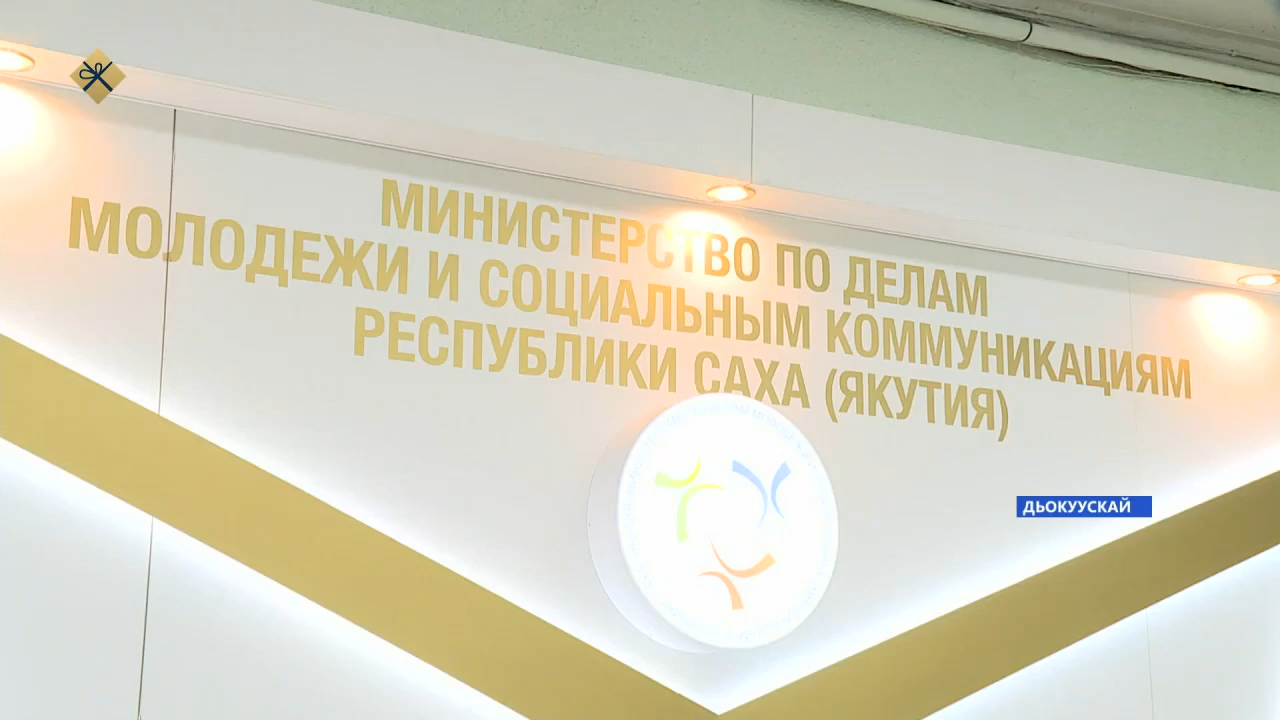 МИНИСТЕРСТВО ПО ДЕЛАМ
МОЛОДЕЖИ И СОЦИАЛЬНЫМ КОММУНИКАЦИЯМ
РЕСПУБЛИКИ САХА (ЯКУТИЯ)
ДЬОКУУСКАЙ